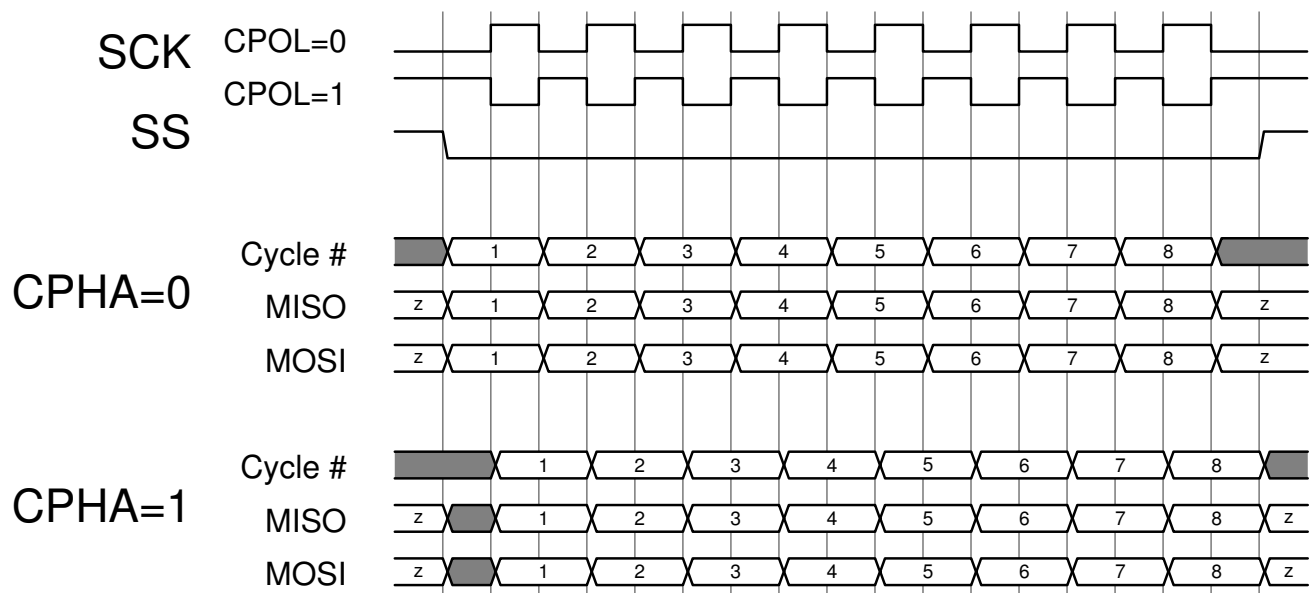 SCK CPOL=0
CPOL=1
SS
Cycle # 1 2 3 4 5 6 7 8
CPHA=0
MISO z 1 2 3 4 5 6 7 8 z
MOSI z 1 2 3 4 5 6 7 8 z
Cycle # 1 2 3 4 5 6 7 8
CPHA=1
MISO z 1 2 3 4 5 6 7 8 z
MOSI z 1 2 3 4 5 6 7 8 z